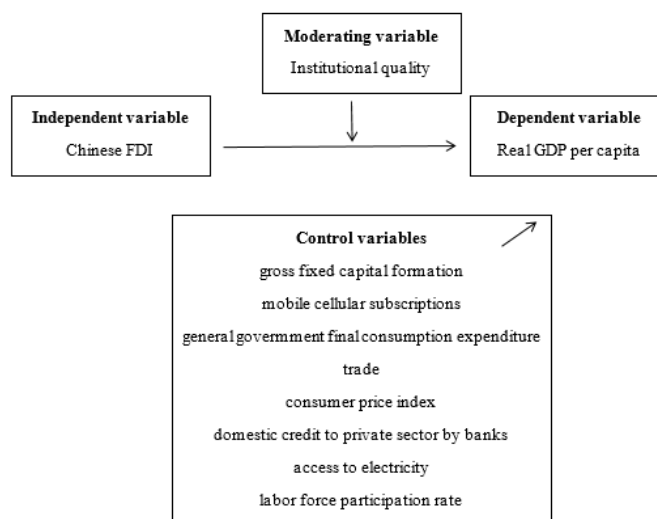 Moderating variable
Institutional quality
Independent variable
Chinese FDI
Dependent variable
Real GDP per capita
Control variables
gross fixed capital formation
mobile cellular subscriptions
general government final consumption expenditure
trade
consumer price index
domestic credit to private sector by banks
access to electricity
labor force participation rate